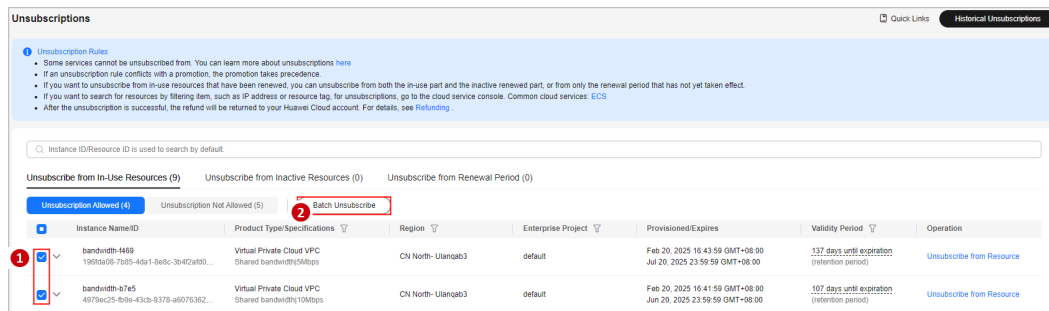 Unsubscriptions
Quick Links
Historical Unsubscriptions
Unsubscription Rules
Some services cannot be unsubscribed from. You can learn more about unsubscriptions here
If an unsubscription rule conflicts with a promotion, the promotion takes precedence.
If you want to unsubscribe from in-use resources that have been renewed, you can unsubscribe from both the in-use part and the inactive renewed part, or from only the renewal period that has not yet taken effect.
If you want to search for resources by filtering item, such as IP address or resource tag, for unsubscriptions, go to the cloud service console. Common cloud services: ECS
After the unsubscription is successful, the refund will be returned to your Huawei Cloud account. For details, see Refunding .
Instance ID/Resource ID is used to search by default.
Unsubscribe from In-Use Resources (9) Unsubscribe from Inactive Resources (0) Unsubscribe from Renewal Period (0)
Unsubscription Allowed (4) Unsubscription Not Allowed (5) 2 Batch Unsubscribe
Instance Name/ID Product Type/Specifications Region Enterprise Project Provisioned/Expires Validity Period Operation
1
bandwidth-f469 Virtual Private Cloud VPC CN North- Ulanqab3 default Feb 20, 2025 16:43:59 GMT+08:00 137 days until expiration Unsubscribe from Resource
196fda08-7b85-4da1-8e8c-3b4f2afd0... Shared bandwidth|5Mbps Jul 20, 2025 23:59:59 GMT+08:00 (retention period)
bandwidth-b7e5 Virtual Private Cloud VPC CN North- Ulanqab3 default Feb 20, 2025 16:41:59 GMT+08:00 107 days until expiration Unsubscribe from Resource
4979ec25-fb0e-43cb-9378-a6076362... Shared bandwidth|10Mbps Jun 20, 2025 23:59:59 GMT+08:00 (retention period)